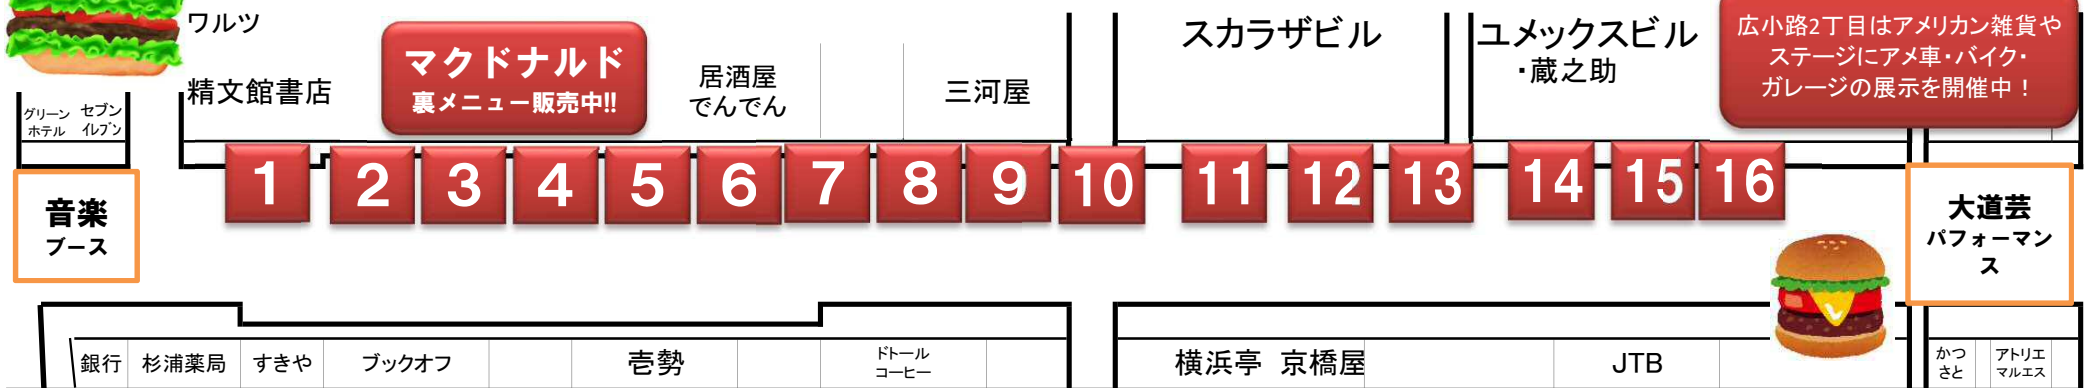 ワルツ
精文館書店
マクドナルド
裏メニュー販売中!!
居酒屋
でんでん
三河屋
スカラザビル
ユメックスビル
・蔵之助
広小路2丁目はアメリカン雑貨や
ステージにアメ車・バイク・
ガレージの展示を開催中！
グリーン
ホテル
セブン
イレブン
音楽
ブース
1
2
3
4
5
6
7
8
9
10
11
12
13
14
15
16
大道芸
パフォーマン
ス
銀行
杉浦薬局
すきや
ブックオフ
壱勢
ドトール
コーヒー
横浜亭
京橋屋
JTB
かつ
さと
アトリエ
マルエス